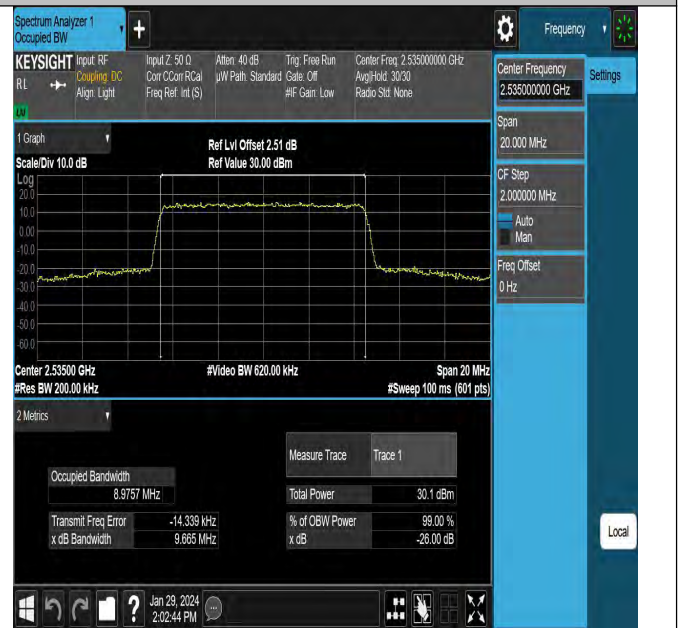 Spectrum Analyzer 1
Occupied BW
Frequency
KEYSIGHT
RL
Input: RF
Coupling: DC
Align: Light
Input Z: 50 Ω
Corr CCorr RCal
Freq Ref: Int (S)
Atten: 40 dB
µW Path: Standard
Trig: Free Run
Gate: Off
#IF Gain: Low
Center Freq: 2.535000000 GHz
Avg|Hold: 30/30
Radio Std: None
Center Frequency
2.535000000 GHz
Settings
Span
20.000 MHz
CF Step
2.000000 MHz
Auto
Man
Freq Offset
0 Hz
Local
1 Graph
Scale/Div 10.0 dB
Ref Lvl Offset 2.51 dB
Ref Value 30.00 dBm
Log
20.0
10.0
0.00
-10.0
-20.0
-30.0
-40.0
-50.0
-60.0
Center 2.53500 GHz
#Video BW 620.00 kHz
Span 20 MHz
#Res BW 200.00 kHz
#Sweep 100 ms (601 pts)
2 Metrics
Measure Trace
Trace 1
Occupied Bandwidth
8.9757 MHz
Total Power
30.1 dBm
Transmit Freq Error
-14.339 kHz
% of OBW Power
99.00 %
x dB Bandwidth
9.665 MHz
x dB
-26.00 dB
?
Jan 29, 2024
2:02:44 PM